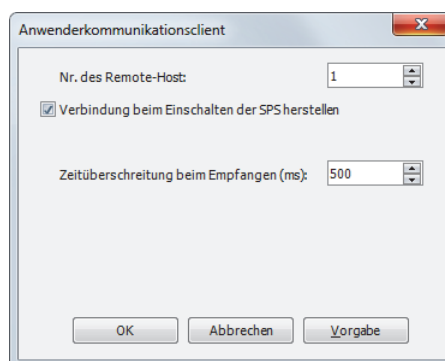 Anwenderkommunikationsclient
Nr. des Remote-Host: 1
Verbindung beim Einschalten der SPS herstellen
Zeitüberschreitung beim Empfangen (ms): 500
OK Abbrechen Vorgabe